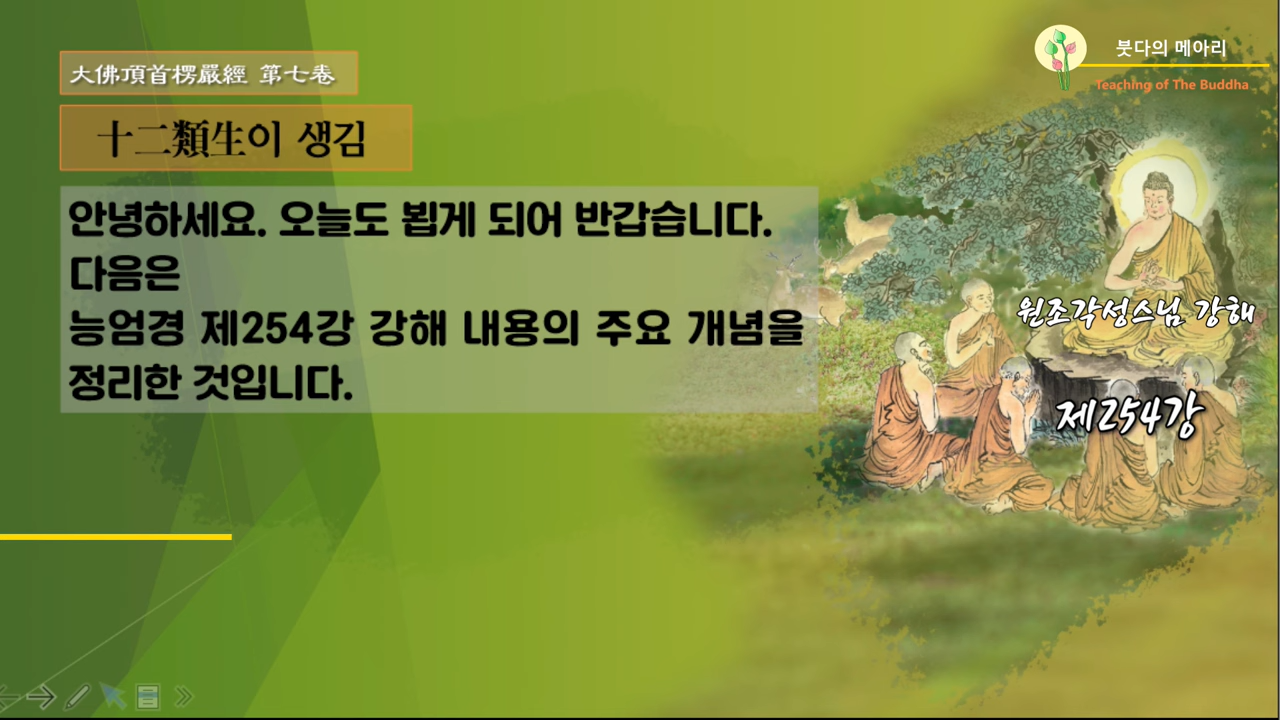 大佛頂首楞嚴經 第七卷
十二類生이 생김
안녕하세요. 오늘도 뵙게 되어 반갑습니다.
다음은
능엄경 제254강 강해 내용의 주요 개념을
정리한 것입니다.
붓다의 메아리
Teaching of The Buddha
원조각성스님 강해
제254강